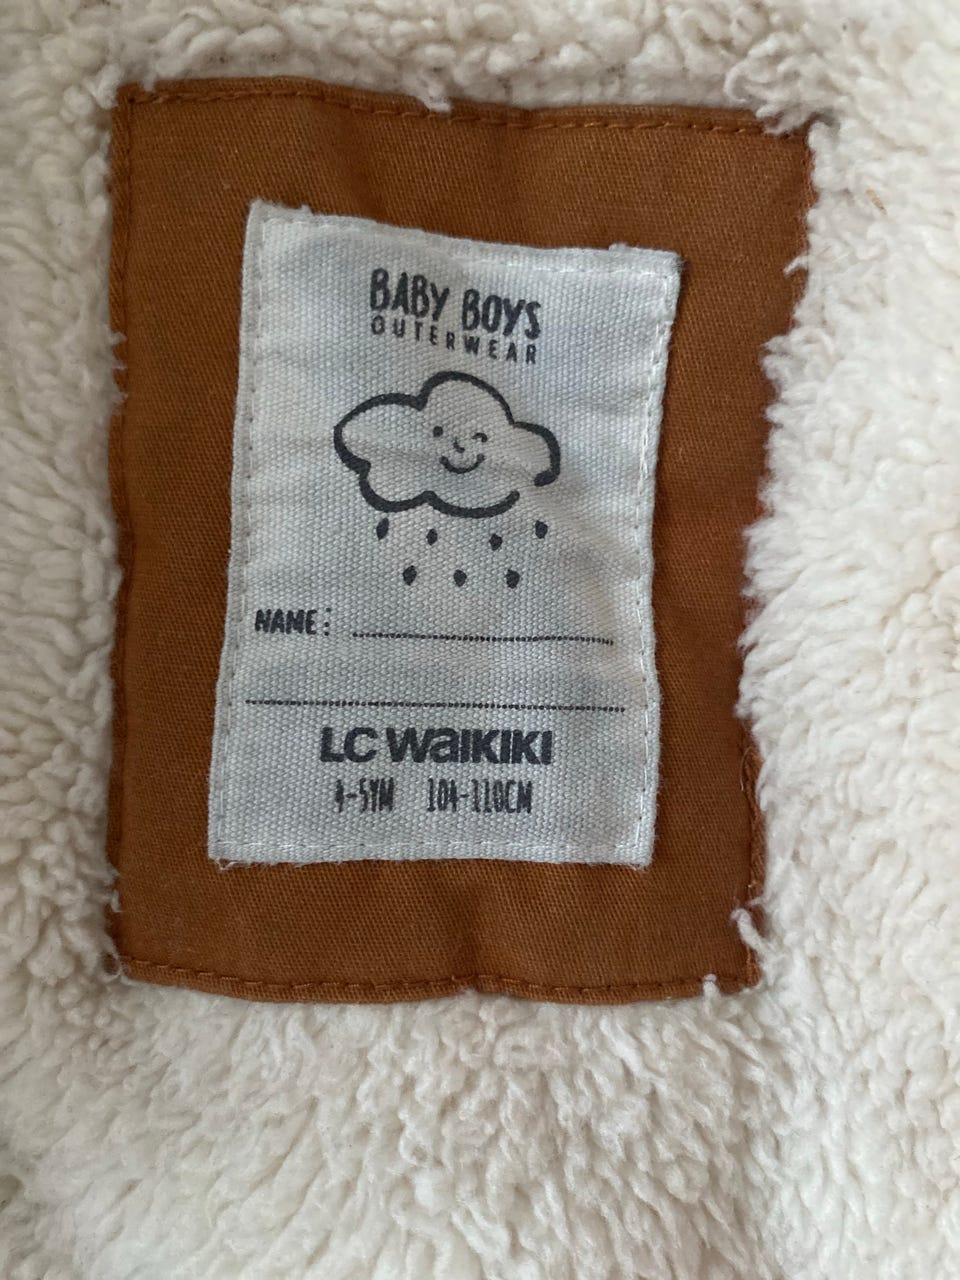 BABY BOYS
OUTERWEAR
NAME:
LC WAIKIKI
4-5YM 104-110CM